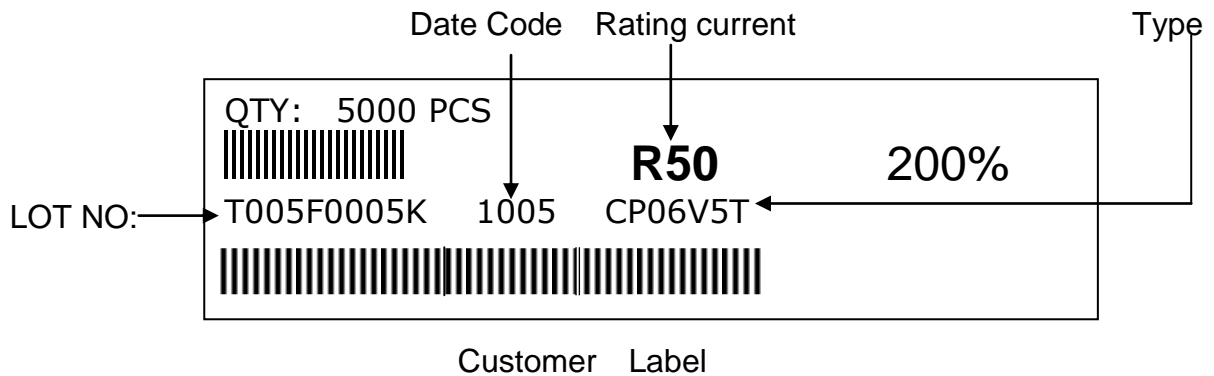 Date Code Rating current Type
QTY: 5000 PCS
R50 200%
LOT NO: T005F0005K 1005 CP06V5T
Customer Label